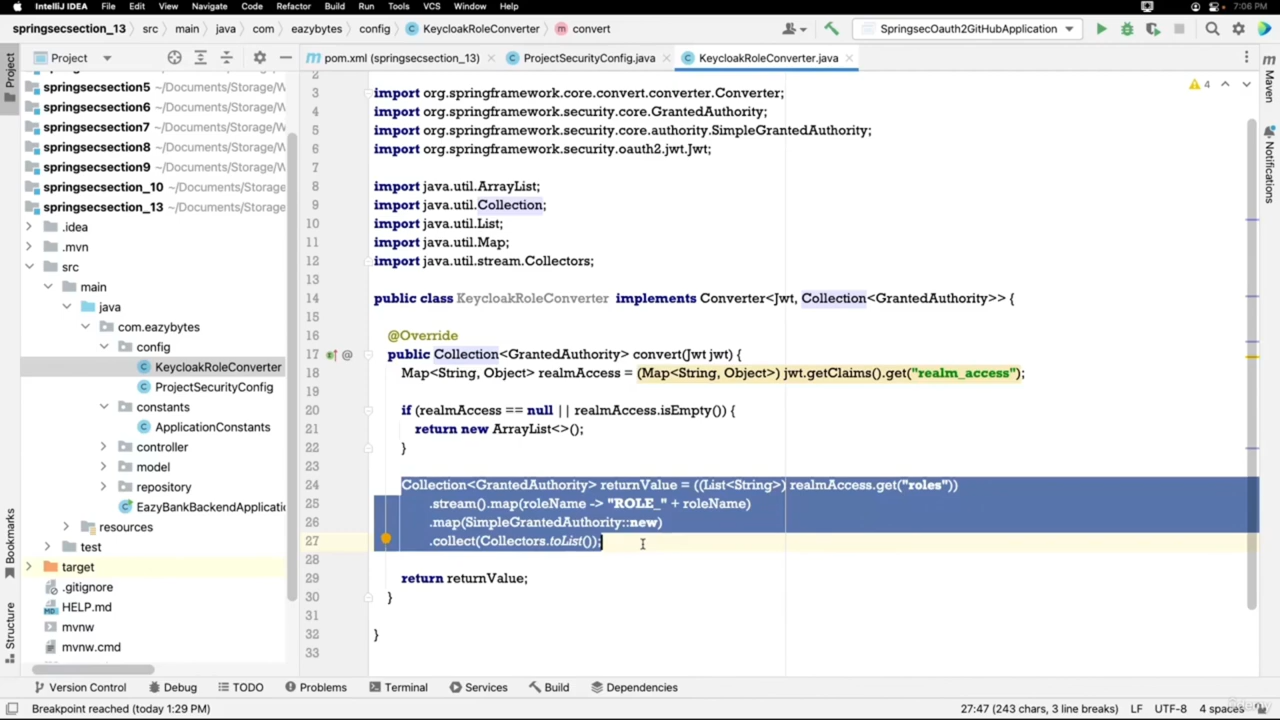 IntelliJ IDEA File Edit View Navigate Code Refactor Build Run Tools VCS Window Help 7:06 PM
springsecsection_13 src main java com eazybytes config KeycloakRoleConverter convert SpringsecOauth2GitHubApplication
Project pom.xml (springsecsection_13) ProjectSecurityConfig.java KeycloakRoleConverter.java
Project
Maven
Notifications
Bookmarks
Structure
springsecsection5 ~/Documents/Storage/W
springsecsection6 ~/Documents/Storage/W
springsecsection7 ~/Documents/Storage/W
springsecsection8 ~/Documents/Storage/W
springsecsection9 ~/Documents/Storage/W
springsecsection_10 ~/Documents/Storage
springsecsection_13 ~/Documents/Storage
.idea
.mvn
src
main
java
com.eazybytes
config
KeycloakRoleConverter
ProjectSecurityConfig
constants
ApplicationConstants
controller
model
repository
EazyBankBackendApplicatio
resources
test
target
.gitignore
HELP.md
mvnw
mvnw.cmd
4
2
3 import org.springframework.core.convert.converter.Converter;
4 import org.springframework.security.core.GrantedAuthority;
5 import org.springframework.security.core.authority.SimpleGrantedAuthority;
6 import org.springframework.security.oauth2.jwt.Jwt;
7
8 import java.util.ArrayList;
9 import java.util.Collection;
10 import java.util.List;
11 import java.util.Map;
12 import java.util.stream.Collectors;
13
14 public class KeycloakRoleConverter implements Converter<Jwt, Collection<GrantedAuthority>> {
15
16 @Override
17 @ public Collection<GrantedAuthority> convert(Jwt jwt) {
18 Map<String, Object> realmAccess = (Map<String, Object>) jwt.getClaims().get("realm_access");
19
20 if (realmAccess == null || realmAccess.isEmpty()) {
21 return new ArrayList<>();
22 }
23
24 Collection<GrantedAuthority> returnValue = ((List<String>) realmAccess.get("roles"))
25 .stream().map(roleName -> "ROLE_" + roleName)
26 .map(SimpleGrantedAuthority::new)
27 .collect(Collectors.toList());
28
29 return returnValue;
30 }
31
32 }
33
Version Control Debug TODO Problems Terminal Services Build Dependencies
Breakpoint reached (today 1:29 PM) 27:47 (243 chars, 3 line breaks) LF UTF-8 4 spaces
Udemy